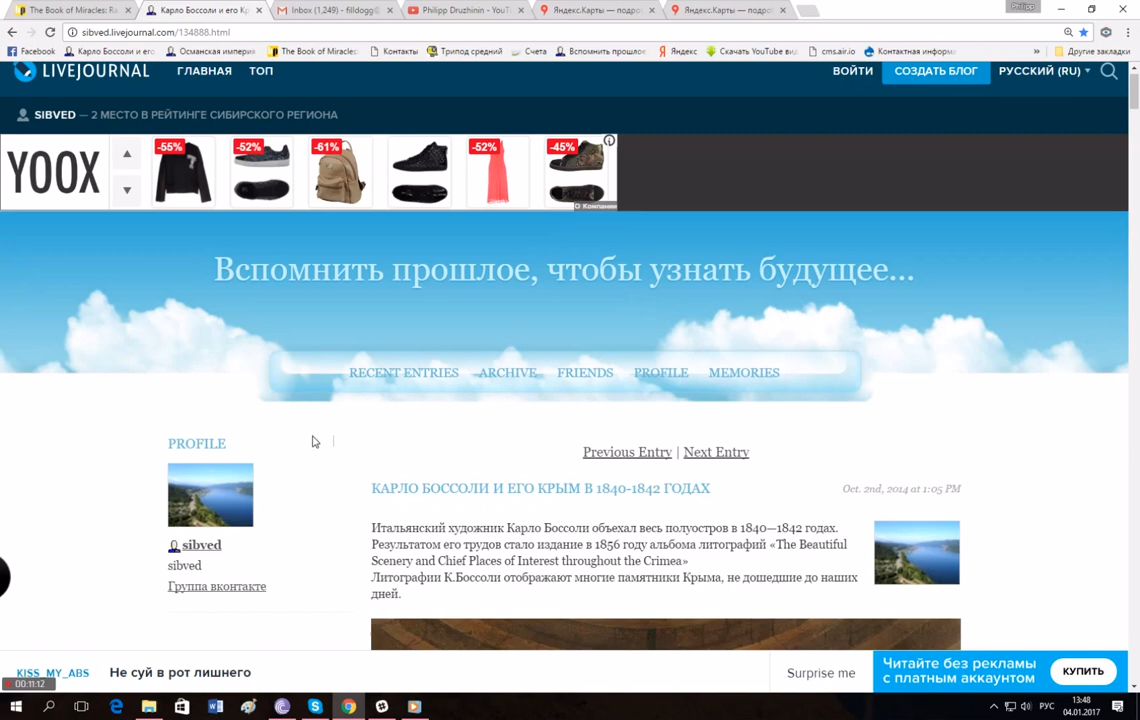 The Book of Miracles: Ra
Карло Боссоли и его Кр
Inbox (1,249) - filldogg@
Philipp Druzhinin - YouT
Яндекс.Карты — подро
Яндекс.Карты — подро
Philipp
sibved.livejournal.com/134888.html
Facebook
Карло Боссоли и его
Османская империя
The Book of Miracles:
Контакты
Трипод средний
Счета
Вспомнить прошлое
Яндекс
Скачать YouTube ви
cms.air.io
Контактная информа
»
Другие закладки
LIVEJOURNAL
ГЛАВНАЯ
ТОП
ВОЙТИ
СОЗДАТЬ БЛОГ
РУССКИЙ (RU)
SIBVED — 2 МЕСТО В РЕЙТИНГЕ СИБИРСКОГО РЕГИОНА
YOOX
-55%
-52%
-61%
-52%
-45%
О Компании
Вспомнить прошлое, чтобы узнать будущее...
RECENT ENTRIES
ARCHIVE
FRIENDS
PROFILE
MEMORIES
PROFILE
sibved
sibved
Группа вконтакте
Previous Entry | Next Entry
КАРЛО БОССОЛИ И ЕГО КРЫМ В 1840-1842 ГОДАХ
Oct. 2nd, 2014 at 1:05 PM
Итальянский художник Карло Боссоли объехал весь полуостров в 1840—1842 годах.
Результатом его трудов стало издание в 1856 году альбома литографий «The Beautiful
Scenery and Chief Places of Interest throughout the Crimea»
Литографии К.Боссоли отображают многие памятники Крыма, не дошедшие до наших
дней.
KISS_MY_ABS
Не суй в рот лишнего
Surprise me
Читайте без рекламы
с платным аккаунтом
КУПИТЬ
00:11:12
РУС
13:48
04.01.2017